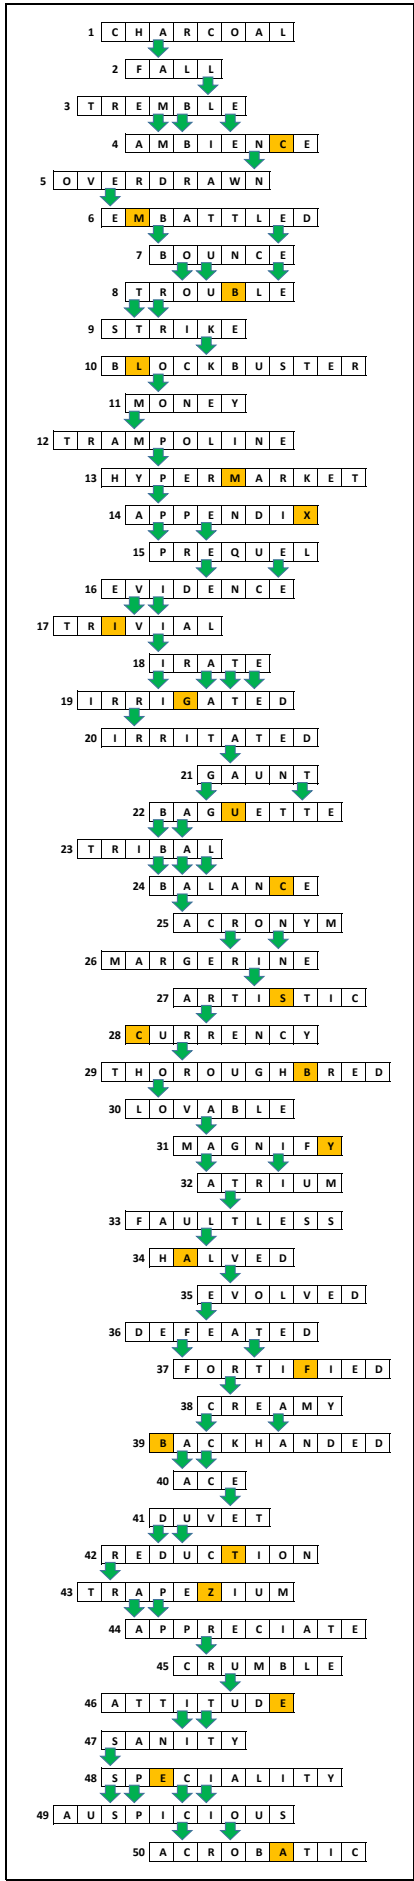 1 CHARCOAL
2 FALL
3 TREMBLE
4 AMBIENCE
5 OVERDRAWN
6 EMBATTLED
7 BOUNCE
8 TROUBLE
9 STRIKE
10 BLOCKBUSTER
11 MONEY
12 TRAMPOLINE
13 HYPERMARKET
14 APPENDIX
15 PREQUEL
16 EVIDENCE
17 TRIVIAL
18 IRATE
19 IRRIGATED
20 IRRITATED
21 GAUNT
22 BAGUETTE
23 TRIBAL
24 BALANCE
25 ACRONYM
26 MARGERINE
27 ARTISTIC
28 CURRENCY
29 THOROUGHBRED
30 LOVABLE
31 MAGNIFY
32 ATRIUM
33 FAULTLESS
34 HALVED
35 EVOLVED
36 DEFEATED
37 FORTIFIED
38 CREAMY
39 BACKHANDED
40 ACE
41 DUVET
42 REDUCTION
43 TRAPEZIUM
44 APPRECIATE
45 CRUMBLE
46 ATTITUDE
47 SANITY
48 SPECIALITY
49 AUSPICIOUS
50 ACROBATIC